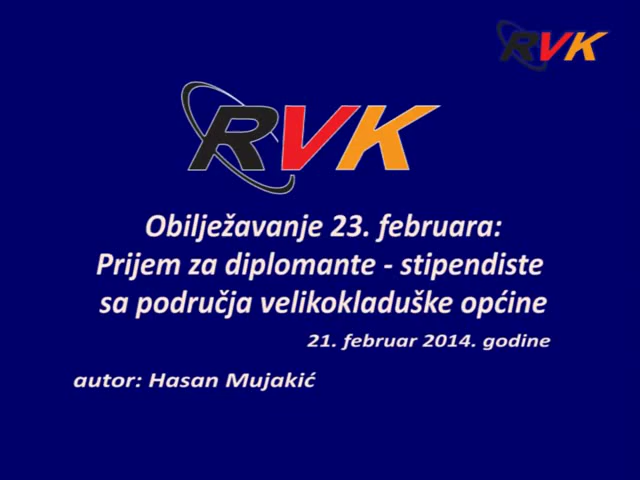 RVK
RVK
Obilježavanje 23. februara:
Prijem za diplomante - stipendiste
sa područja velikokladuške općine
21. februar 2014. godine
autor: Hasan Mujakić